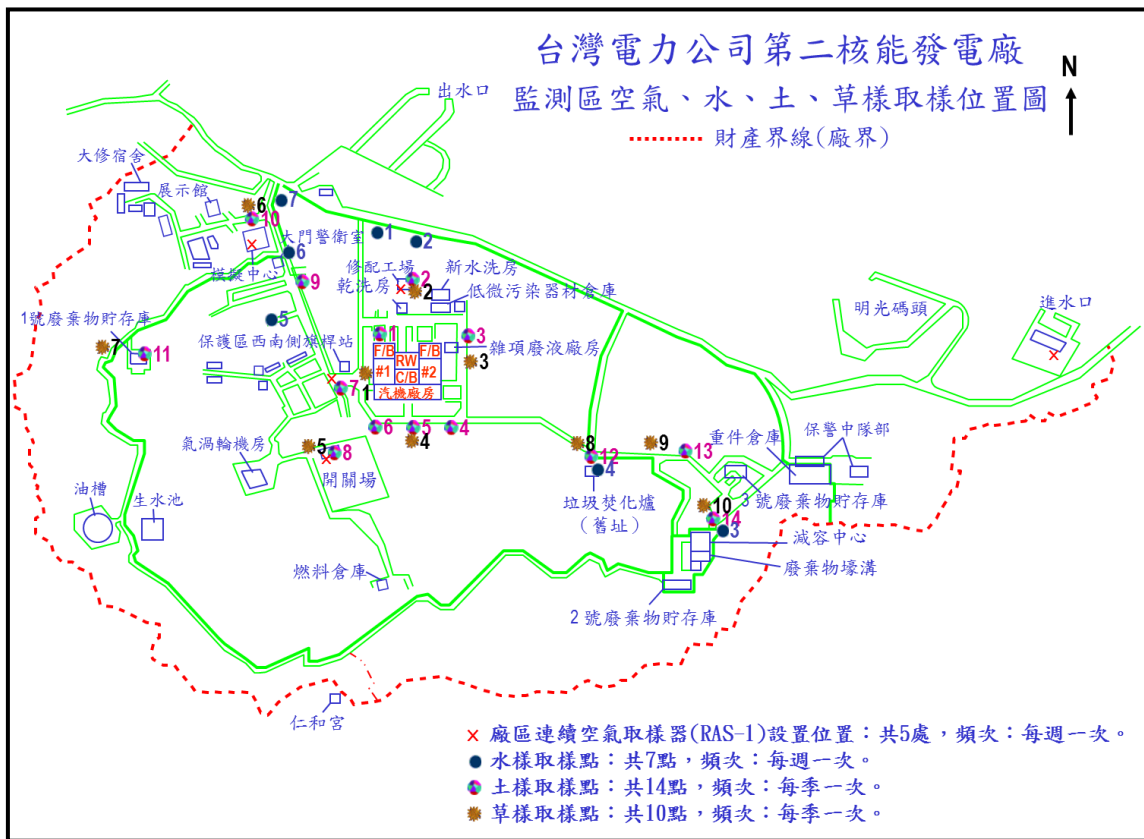 台灣電力公司第二核能發電廠
監測區空氣、水、土、草樣取樣位置圖
N
財產界線(廠界)
出水口
大修宿舍
展示館
6
7
10
大門警衛室
1
2
6
模擬中心
9
修配工場
2
新水洗房
乾洗房
2
低微污染器材倉庫
明光碼頭
進水口
1號廢棄物貯存庫
5
7
11
保護區西南側旗桿站
1
3
雜項廢液廠房
F/B
RW
F/B
3
#1
C/B
#2
汽機廠房
7
1
6
5
4
4
5
8
氣渦輪機房
開關場
8
9
12
13
4
重件倉庫
保警中隊部
油槽
生水池
垃圾焚化爐
(舊址)
3號廢棄物貯存庫
10
14
3
減容中心
廢棄物壕溝
燃料倉庫
2號廢棄物貯存庫
仁和宮
廠區連續空氣取樣器(RAS-1)設置位置：共5處，頻次：每週一次。
水樣取樣點：共7點，頻次：每週一次。
土樣取樣點：共14點，頻次：每季一次。
草樣取樣點：共10點，頻次：每季一次。